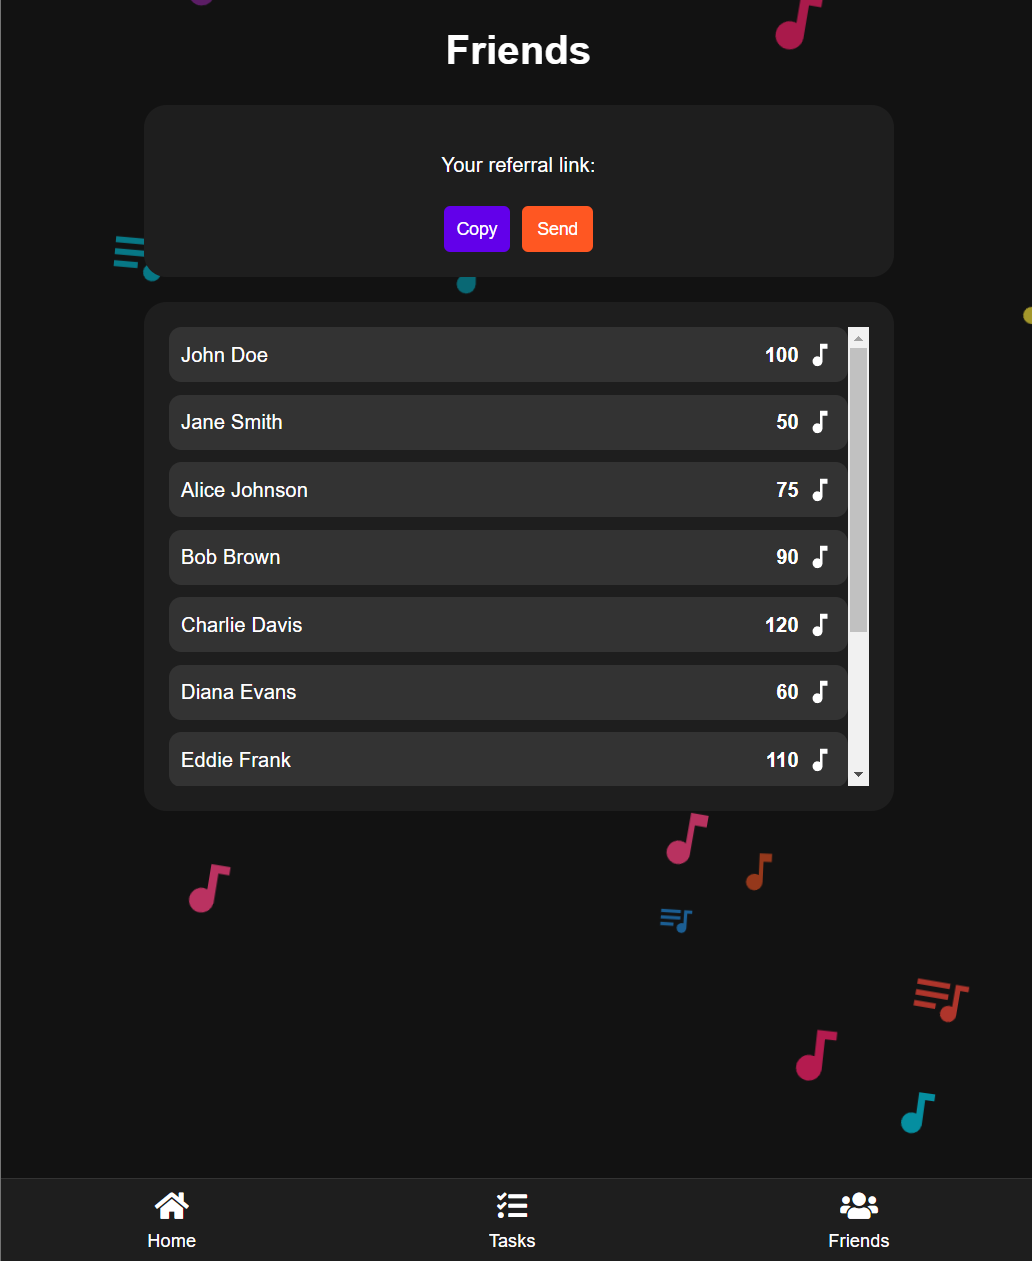 Friends
Your referral link:
Copy Send
John Doe 100
Jane Smith 50
Alice Johnson 75
Bob Brown 90
Charlie Davis 120
Diana Evans 60
Eddie Frank 110
Home Tasks Friends